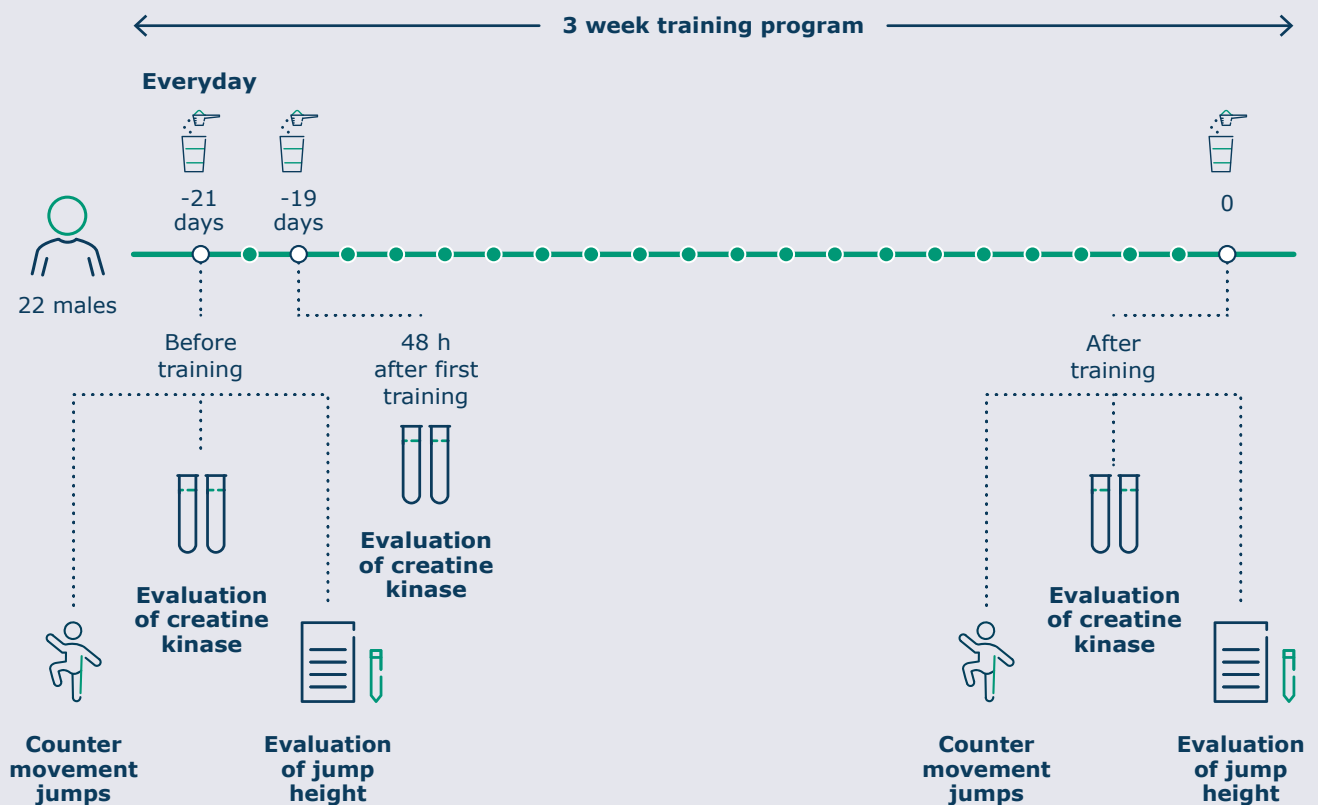 3 week training program
Everyday
-21
days
-19
days
0
22 males
Before
training
48 h
after first
training
After
training
Evaluation
of creatine
kinase
Evaluation
of creatine
kinase
Evaluation
of creatine
kinase
Counter
movement
jumps
Evaluation
of jump
height
Counter
movement
jumps
Evaluation
of jump
height